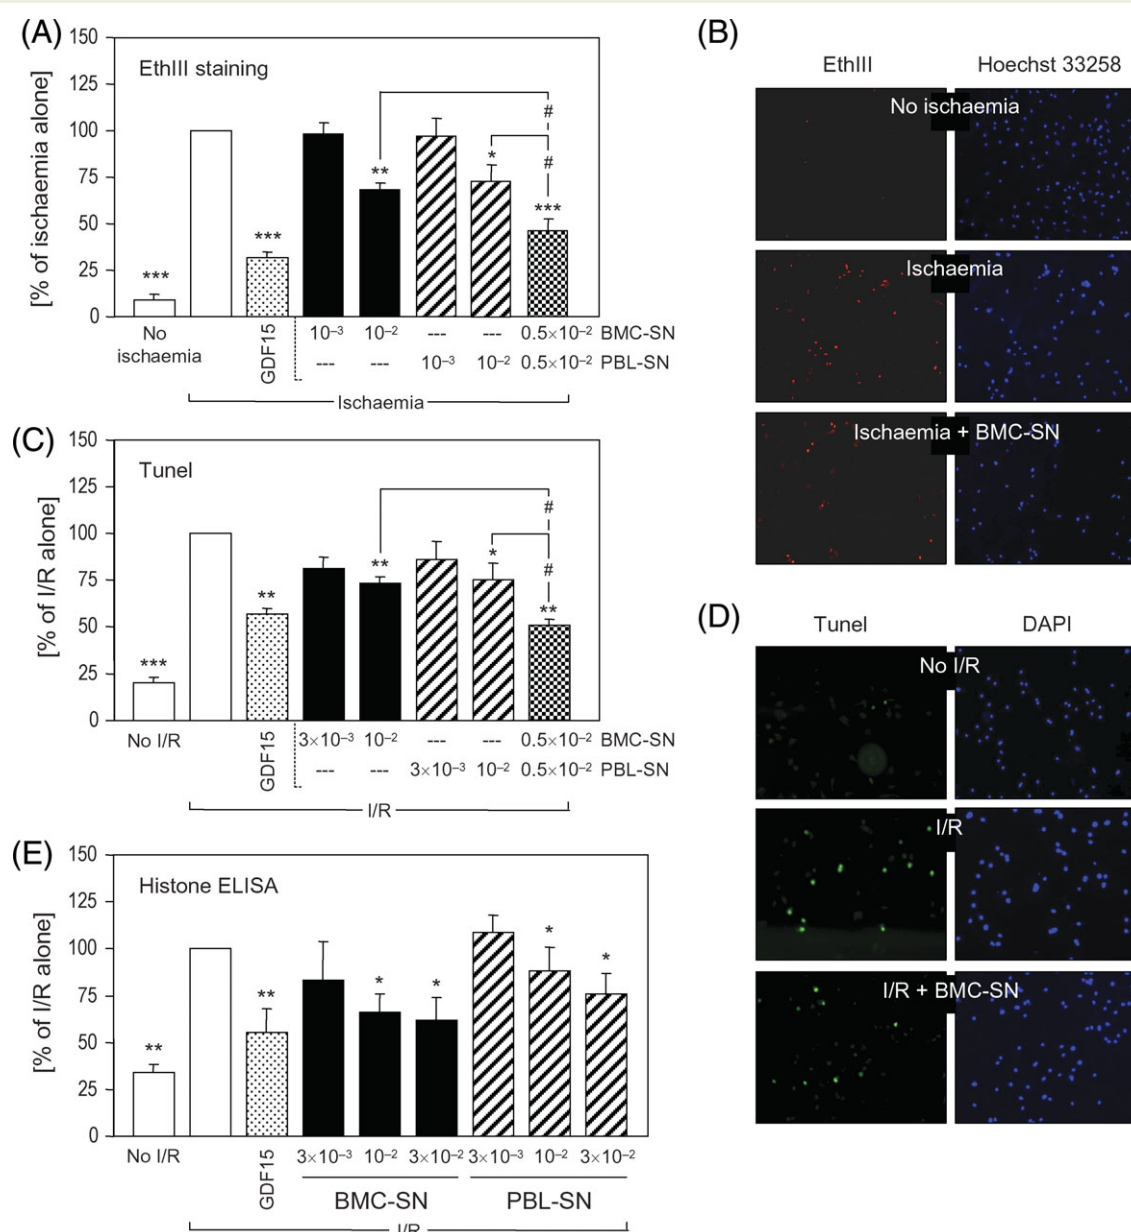 (A)
150
125
100
75
50
25
0
[% of ischaemia alone]
EthIII staining
***
***
**
*
***
#
#
No ischaemia
GDF15
10⁻³ 10⁻² --- --- 0.5×10⁻² BMC-SN
--- --- 10⁻³ 10⁻² 0.5×10⁻² PBL-SN
Ischaemia
(B)
EthIII Hoechst 33258
No ischaemia
Ischaemia
Ischaemia + BMC-SN
(C)
150
125
100
75
50
25
0
[% of I/R alone]
Tunel
***
**
**
*
**
#
#
No I/R
GDF15
3×10⁻³ 10⁻² --- --- 0.5×10⁻² BMC-SN
--- --- 3×10⁻³ 10⁻² 0.5×10⁻² PBL-SN
I/R
(D)
Tunel DAPI
No I/R
I/R
I/R + BMC-SN
(E)
150
125
100
75
50
25
0
[% of I/R alone]
Histone ELISA
**
**
*
*
*
*
No I/R
GDF15
3×10⁻³ 10⁻² 3×10⁻² 3×10⁻³ 10⁻² 3×10⁻²
BMC-SN PBL-SN
I/R